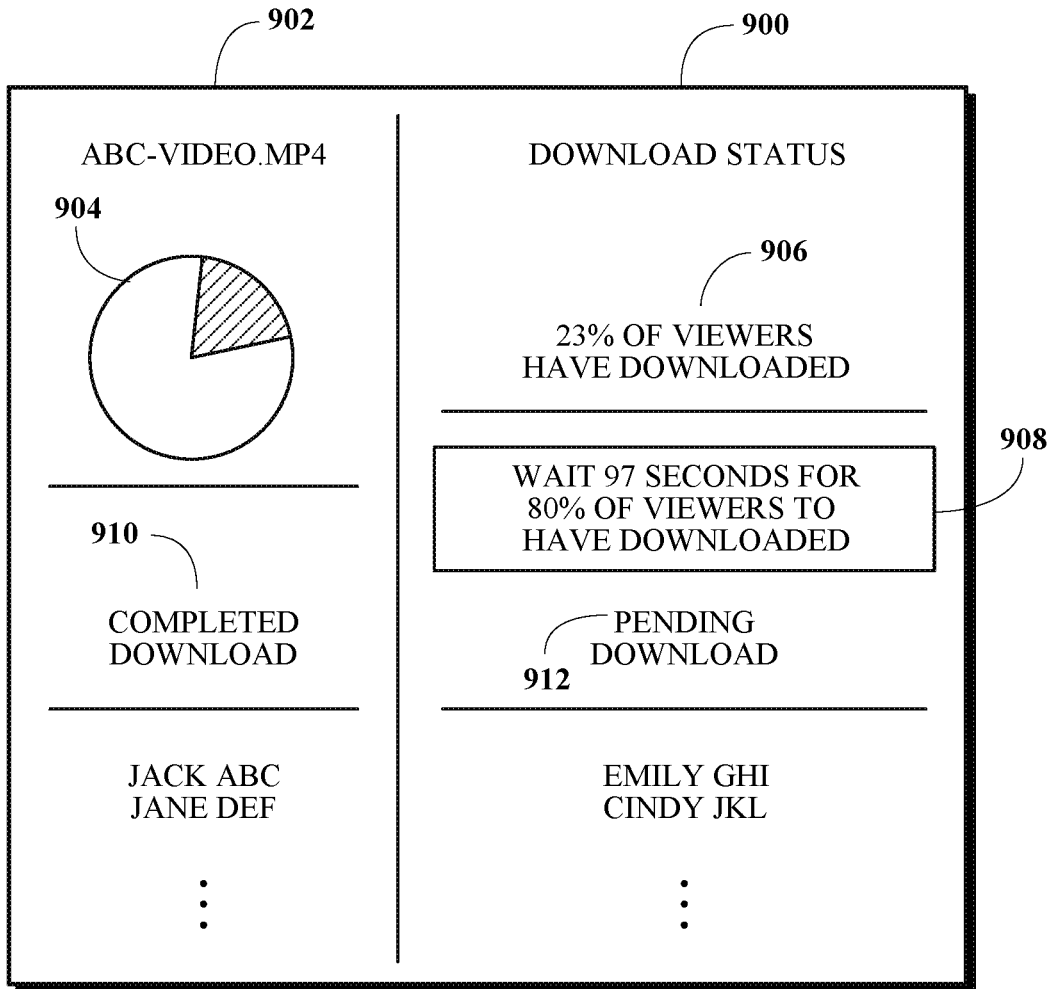 902
900
ABC-VIDEO.MP4
DOWNLOAD STATUS
904
906
23% OF VIEWERS
HAVE DOWNLOADED
908
WAIT 97 SECONDS FOR
80% OF VIEWERS TO
HAVE DOWNLOADED
910
COMPLETED
DOWNLOAD
PENDING
DOWNLOAD
912
JACK ABC
JANE DEF
EMILY GHI
CINDY JKL